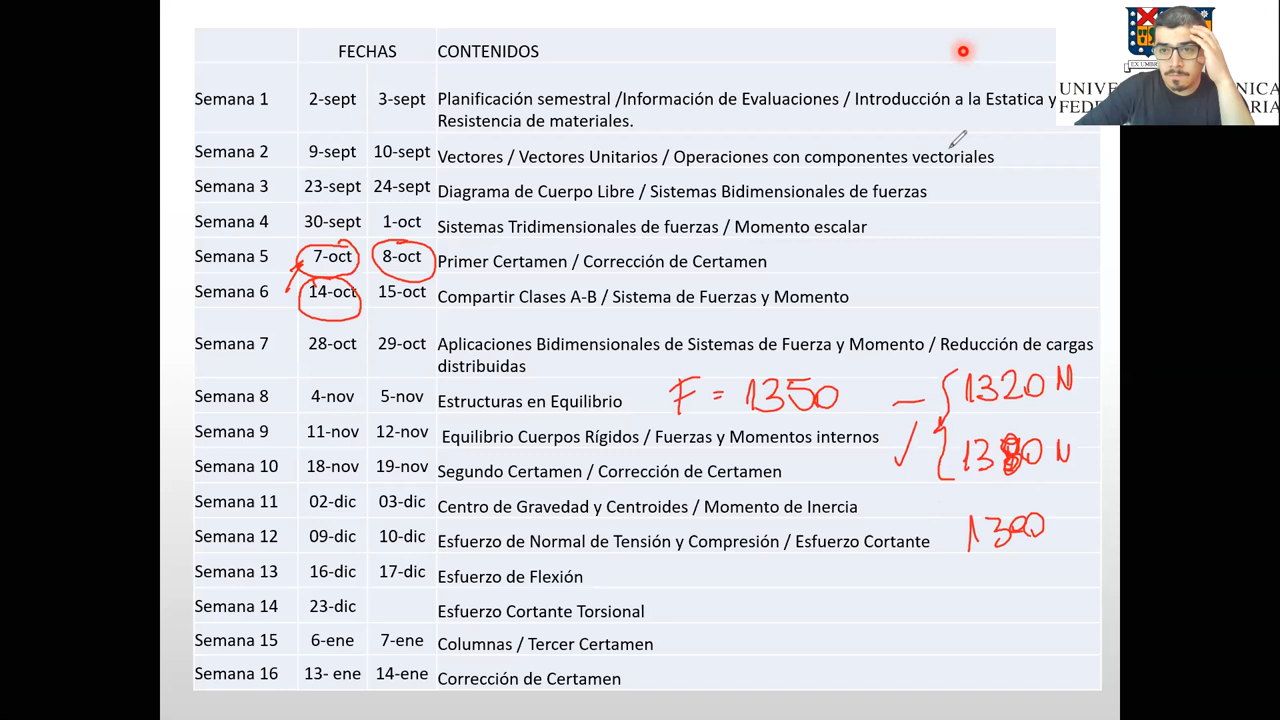 FECHAS CONTENIDOS
Semana 1 2-sept 3-sept Planificación semestral /Información de Evaluaciones / Introducción a la Estatica y
Resistencia de materiales.
Semana 2 9-sept 10-sept Vectores / Vectores Unitarios / Operaciones con componentes vectoriales
Semana 3 23-sept 24-sept Diagrama de Cuerpo Libre / Sistemas Bidimensionales de fuerzas
Semana 4 30-sept 1-oct Sistemas Tridimensionales de fuerzas / Momento escalar
Semana 5 7-oct 8-oct Primer Certamen / Corrección de Certamen
Semana 6 14-oct 15-oct Compartir Clases A-B / Sistema de Fuerzas y Momento
Semana 7 28-oct 29-oct Aplicaciones Bidimensionales de Sistemas de Fuerza y Momento / Reducción de cargas
distribuidas
Semana 8 4-nov 5-nov Estructuras en Equilibrio
F = 1350
1320 N
Semana 9 11-nov 12-nov Equilibrio Cuerpos Rígidos / Fuerzas y Momentos internos
1380 N
Semana 10 18-nov 19-nov Segundo Certamen / Corrección de Certamen
Semana 11 02-dic 03-dic Centro de Gravedad y Centroides / Momento de Inercia
Semana 12 09-dic 10-dic Esfuerzo de Normal de Tensión y Compresión / Esfuerzo Cortante
Semana 13 16-dic 17-dic Esfuerzo de Flexión
Semana 14 23-dic Esfuerzo Cortante Torsional
Semana 15 6-ene 7-ene Columnas / Tercer Certamen
Semana 16 13- ene 14-ene Corrección de Certamen